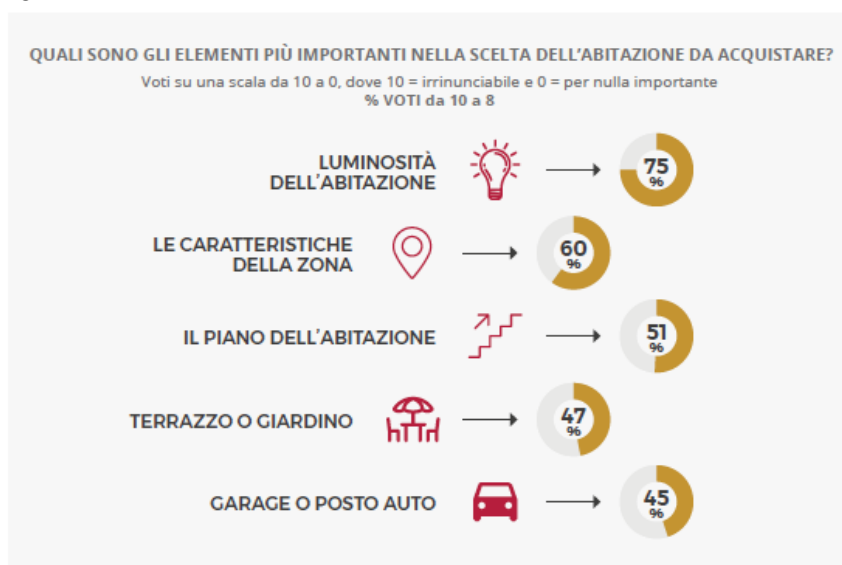 QUALI SONO GLI ELEMENTI PIÙ IMPORTANTI NELLA SCELTA DELL'ABITAZIONE DA ACQUISTARE?
Voti su una scala da 10 a 0, dove 10 = irrinunciabile e 0 = per nulla importante
% VOTI da 10 a 8
LUMINOSITÀ
DELL'ABITAZIONE
75
%
LE CARATTERISTICHE
DELLA ZONA
60
%
IL PIANO DELL'ABITAZIONE
51
%
TERRAZZO O GIARDINO
47
%
GARAGE O POSTO AUTO
45
%